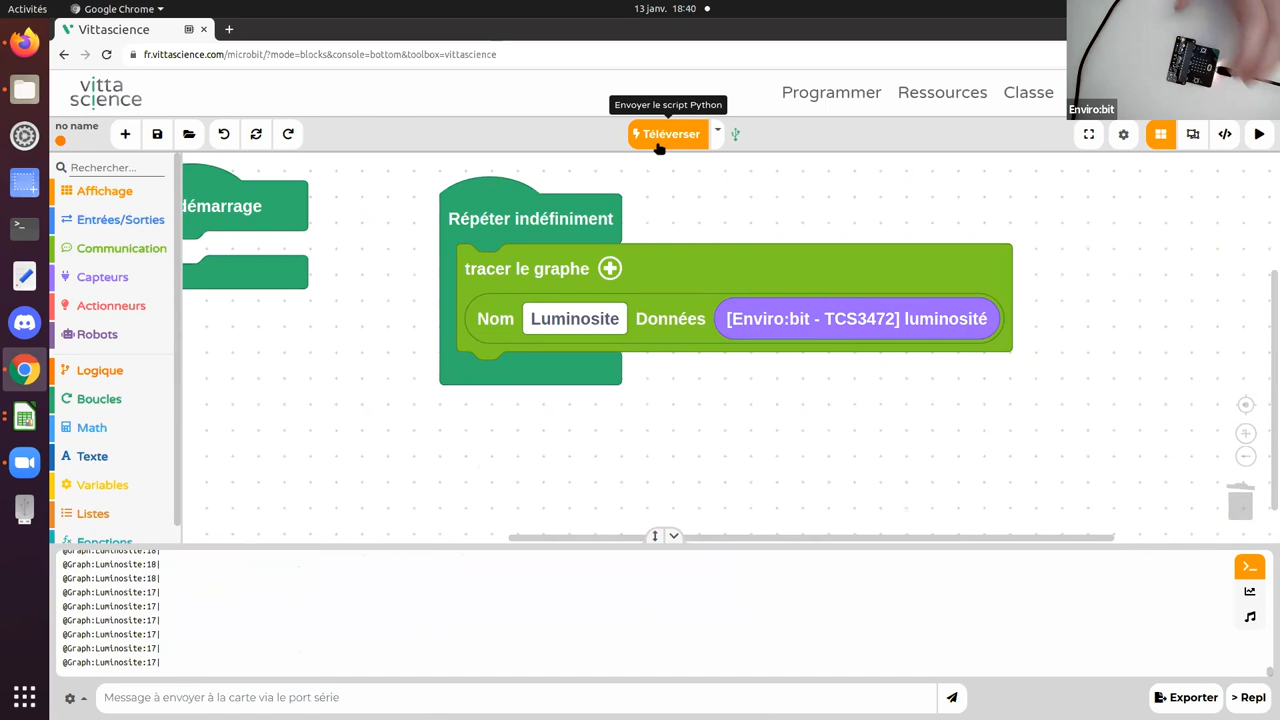 Activités
Google Chrome
13 janv. 18:40
Vittascience
fr.vittascience.com/microbit/?mode=blocks&console=bottom&toolbox=vittascience
vitta
science
Envoyer le script Python
Programmer
Ressources
Classe
Enviro:bit
no name
Téléverser
Rechercher...
Affichage
Entrées/Sorties
Communication
Capteurs
Actionneurs
Robots
Logique
Boucles
Math
Texte
Variables
Listes
Fonctions
démarrage
Répéter indéfiniment
tracer le graphe
Nom Luminosite Données [Enviro:bit - TCS3472] luminosité
@Graph:Luminosite:18|
@Graph:Luminosite:18|
@Graph:Luminosite:18|
@Graph:Luminosite:17|
@Graph:Luminosite:17|
@Graph:Luminosite:17|
@Graph:Luminosite:17|
@Graph:Luminosite:17|
@Graph:Luminosite:17|
Message à envoyer à la carte via le port série
Exporter
> Repl